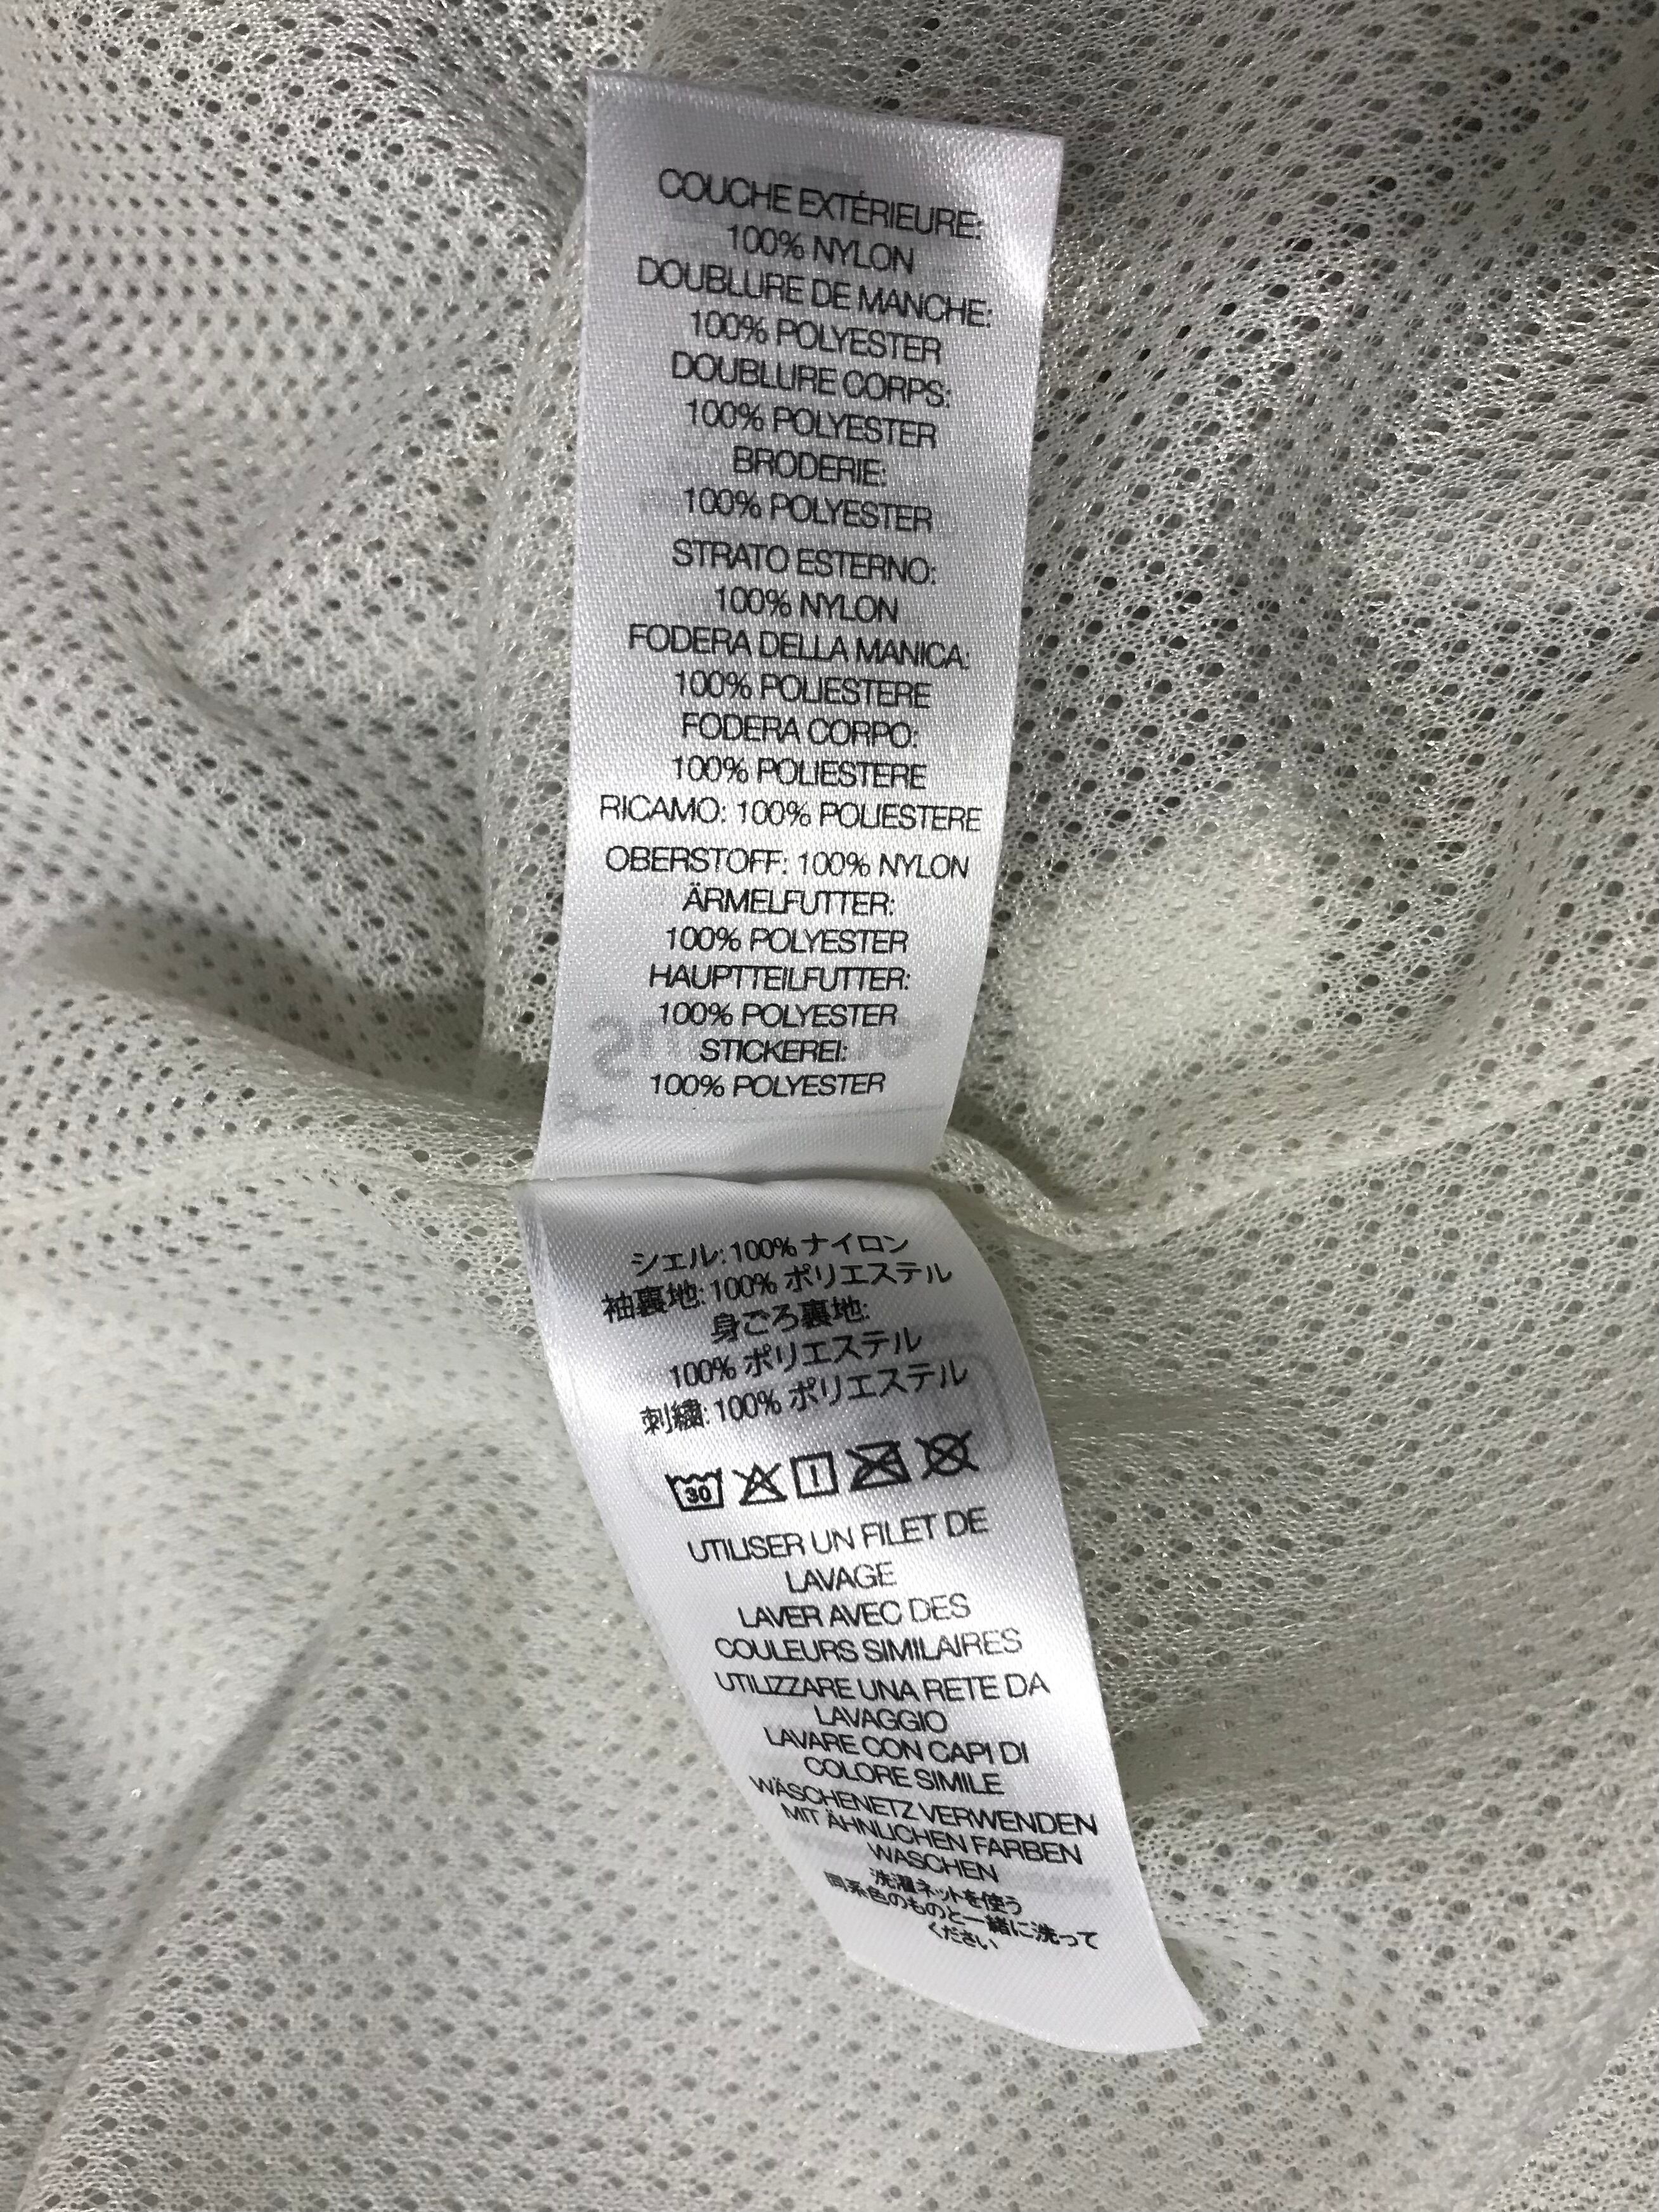 COUCHE EXTÉRIEURE:
100% NYLON
DOUBLURE DE MANCHE:
100% POLYESTER
DOUBLURE CORPS:
100% POLYESTER
BRODERIE:
100% POLYESTER
STRATO ESTERNO:
100% NYLON
FODERA DELLA MANICA:
100% POLIESTERE
FODERA CORPO:
100% POLIESTERE
RICAMO: 100% POLIESTERE
OBERSTOFF: 100% NYLON
ÄRMELFUTTER:
100% POLYESTER
HAUPTTEILFUTTER:
100% POLYESTER
STICKEREI:
100% POLYESTER
シェル: 100% ナイロン
袖裏地: 100% ポリエステル
身ごろ裏地:
100% ポリエステル
刺繍: 100% ポリエステル
30
UTILISER UN FILET DE
LAVAGE
LAVER AVEC DES
COULEURS SIMILAIRES
UTILIZZARE UNA RETE DA
LAVAGGIO
LAVARE CON CAPI DI
COLORE SIMILE
WÄSCHENETZ VERWENDEN
MIT ÄHNLICHEN FARBEN
WASCHEN
洗濯ネットを使う
同系色のものと一緒に洗って
ください